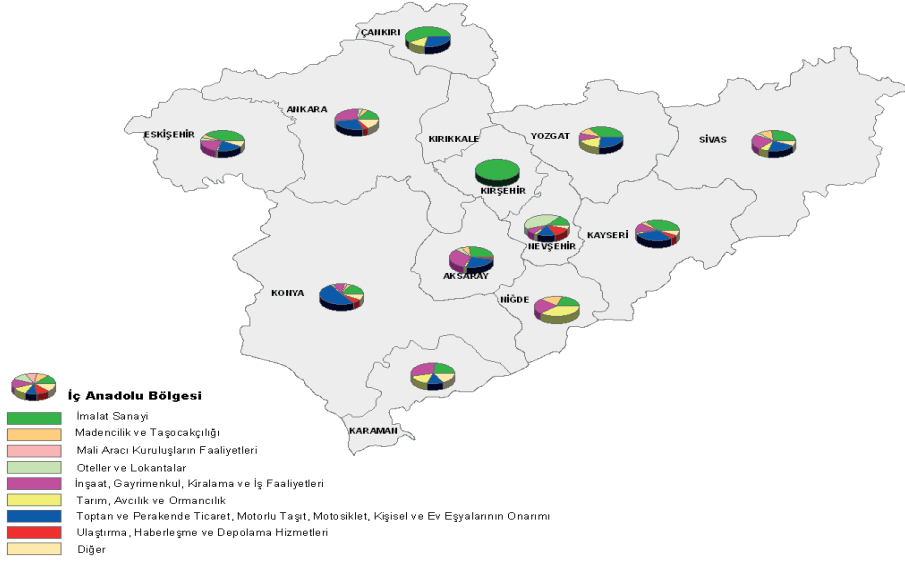 ÇANKIRI
ANKARA
ESKİŞEHİR
KIRIKKALE
YOZGAT
SİVAS
KIRŞEHİR
NEVŞEHİR
KAYSERİ
AKSARAY
KONYA
NİĞDE
KARAMAN
İç Anadolu Bölgesi
İmalat Sanayi
Madencilik ve Taşocakçılığı
Mali Aracı Kuruluşların Faaliyetleri
Oteller ve Lokantalar
İnşaat, Gayrimenkul, Kiralama ve İş Faaliyetleri
Tarım, Avcılık ve Ormancılık
Toptan ve Perakende Ticaret, Motorlu Taşıt, Motosiklet, Kişisel ve Ev Eşyalarının Onarımı
Ulaştırma, Haberleşme ve Depolama Hizmetleri
Diğer